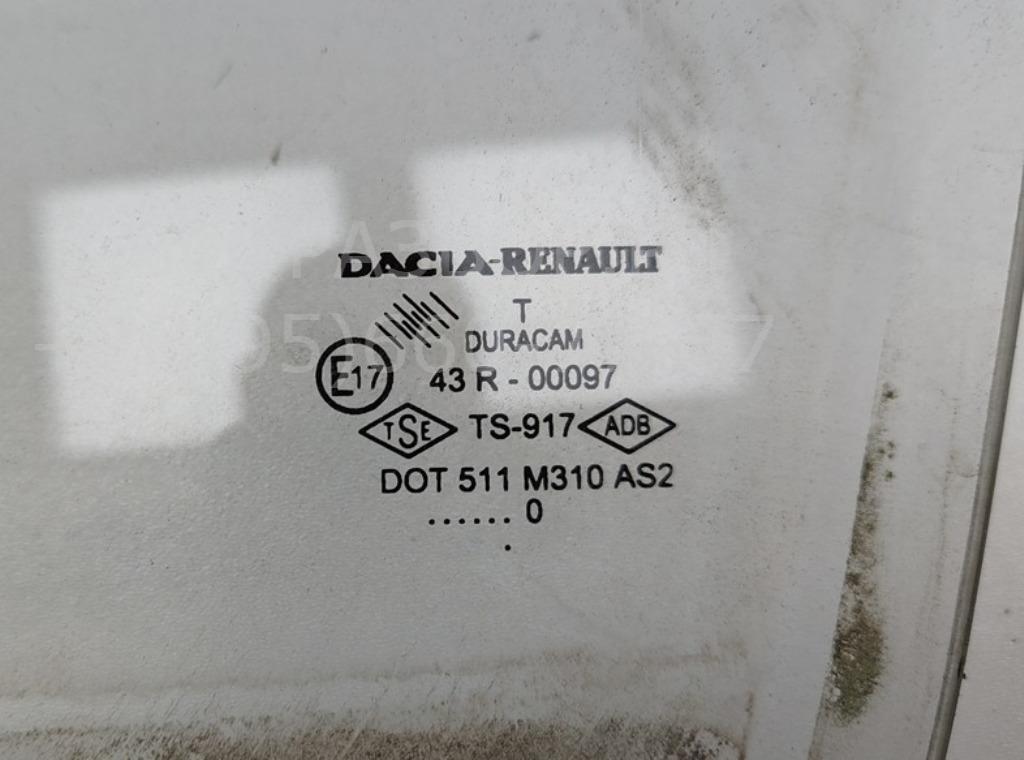 DACIA-RENAULT
T
DURACAM
E17 43 R - 00097
TSE TS-917 ADB
DOT 511 M310 AS2
...... 0
.